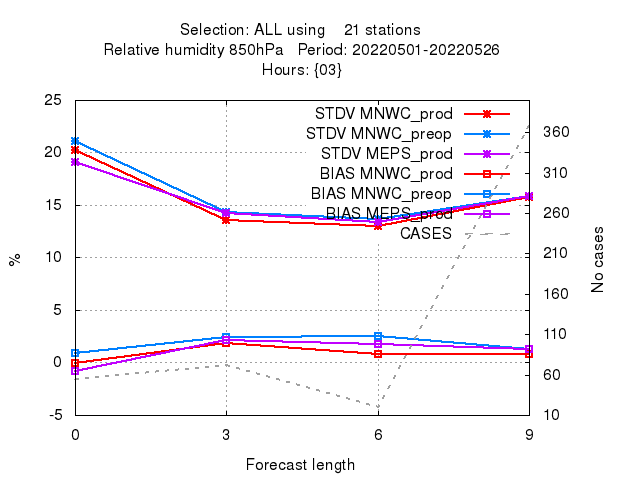 Selection: ALL using    21 stations
Relative humidity 850hPa   Period: 20220501-20220526
Hours: {03}
STDV MNWC_prod
STDV MNWC_preop
STDV MEPS_prod
BIAS MNWC_prod
BIAS MNWC_preop
BIAS MEPS_prod
CASES
25
20
15
10
5
0
-5
%
0
3
6
9
Forecast length
360
310
260
210
160
110
60
10
No cases